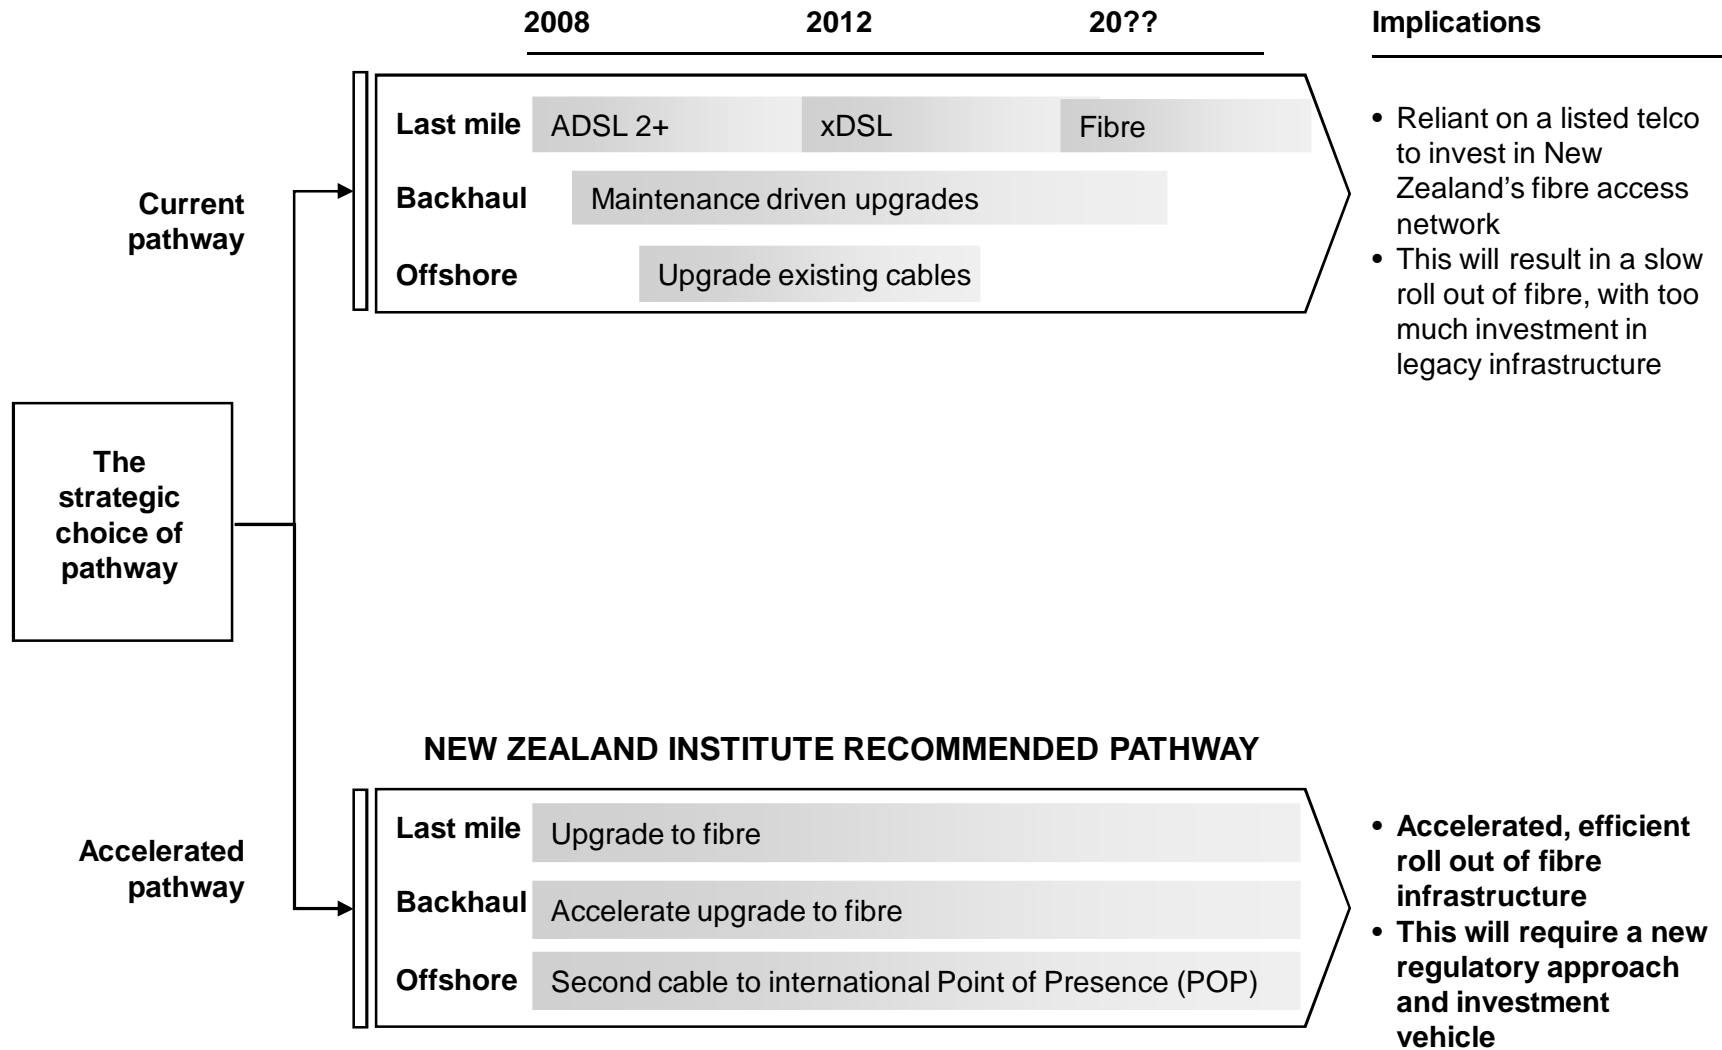 2008 2012 20?? Implications
Last mile ADSL 2+ xDSL Fibre
Backhaul Maintenance driven upgrades
Offshore Upgrade existing cables
Current
pathway
• Reliant on a listed telco
to invest in New
Zealand’s fibre access
network
• This will result in a slow
roll out of fibre, with too
much investment in
legacy infrastructure
The
strategic
choice of
pathway
NEW ZEALAND INSTITUTE RECOMMENDED PATHWAY
Accelerated
pathway
Last mile Upgrade to fibre
Backhaul Accelerate upgrade to fibre
Offshore Second cable to international Point of Presence (POP)
• Accelerated, efficient
roll out of fibre
infrastructure
• This will require a new
regulatory approach
and investment
vehicle